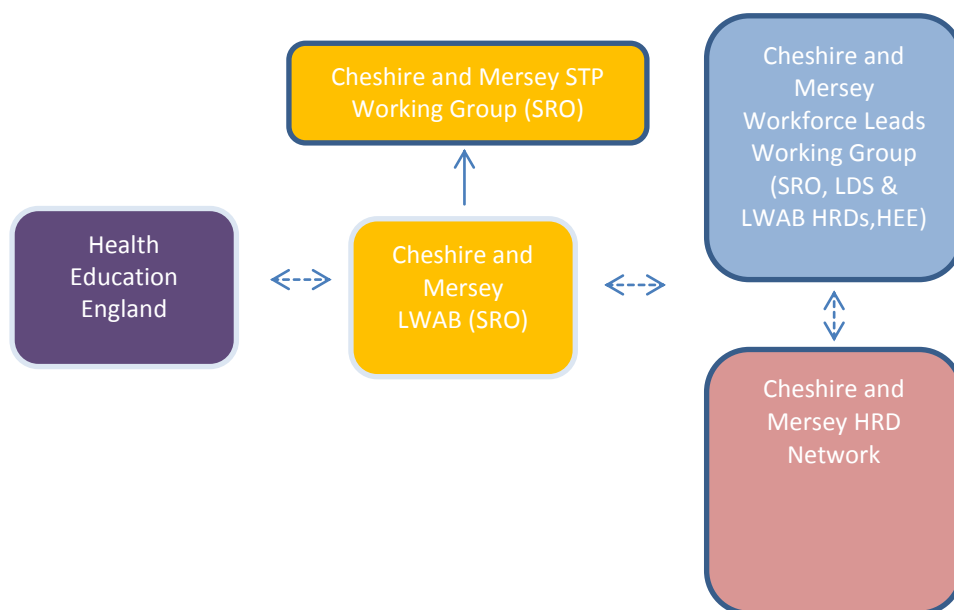 Cheshire and Mersey STP
Working Group (SRO)
Cheshire and
Mersey
Workforce Leads
Working Group
(SRO, LDS &
LWAB HRDs,HEE)
Health
Education
England
Cheshire and
Mersey
LWAB (SRO)
Cheshire and
Mersey HRD
Network